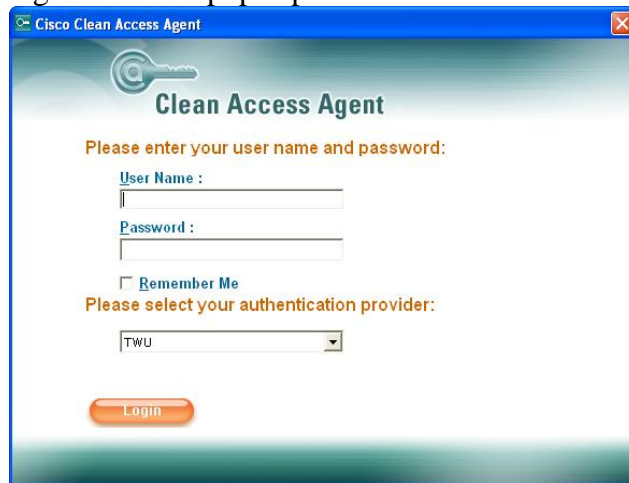 Cisco Clean Access Agent
Clean Access Agent
Please enter your user name and password:
User Name :
Password :
Remember Me
Please select your authentication provider:
TWU
Login